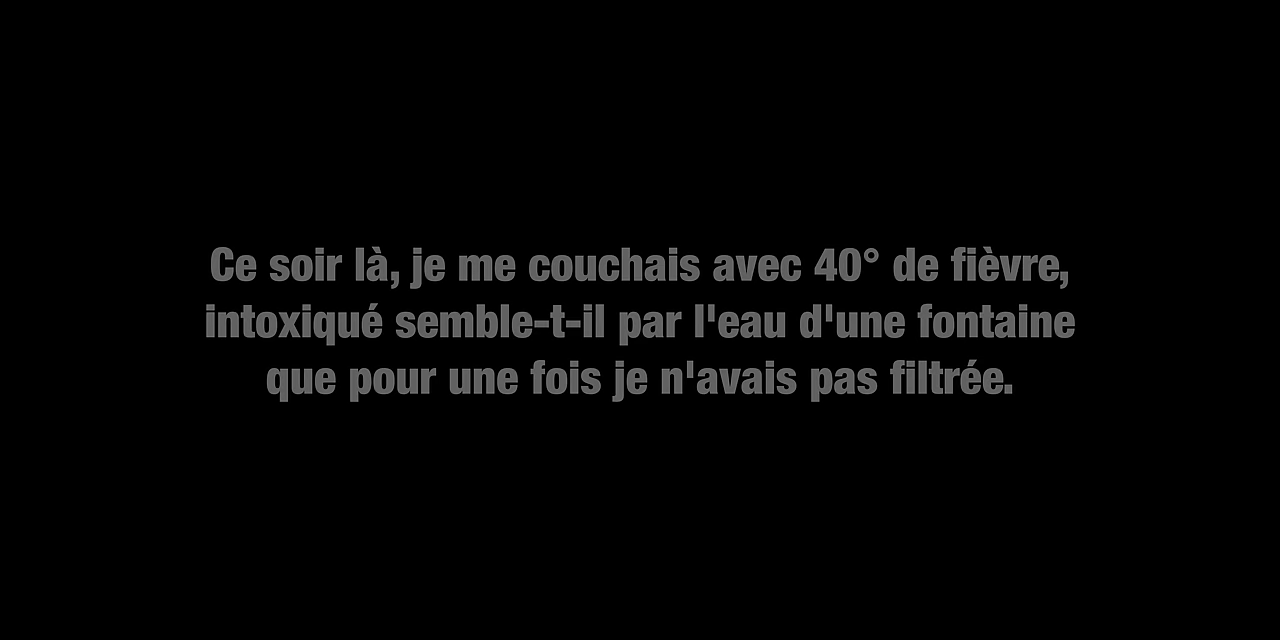 Ce soir là, je me couchais avec 40° de fièvre,
intoxiqué semble-t-il par l'eau d'une fontaine
que pour une fois je n'avais pas filtrée.